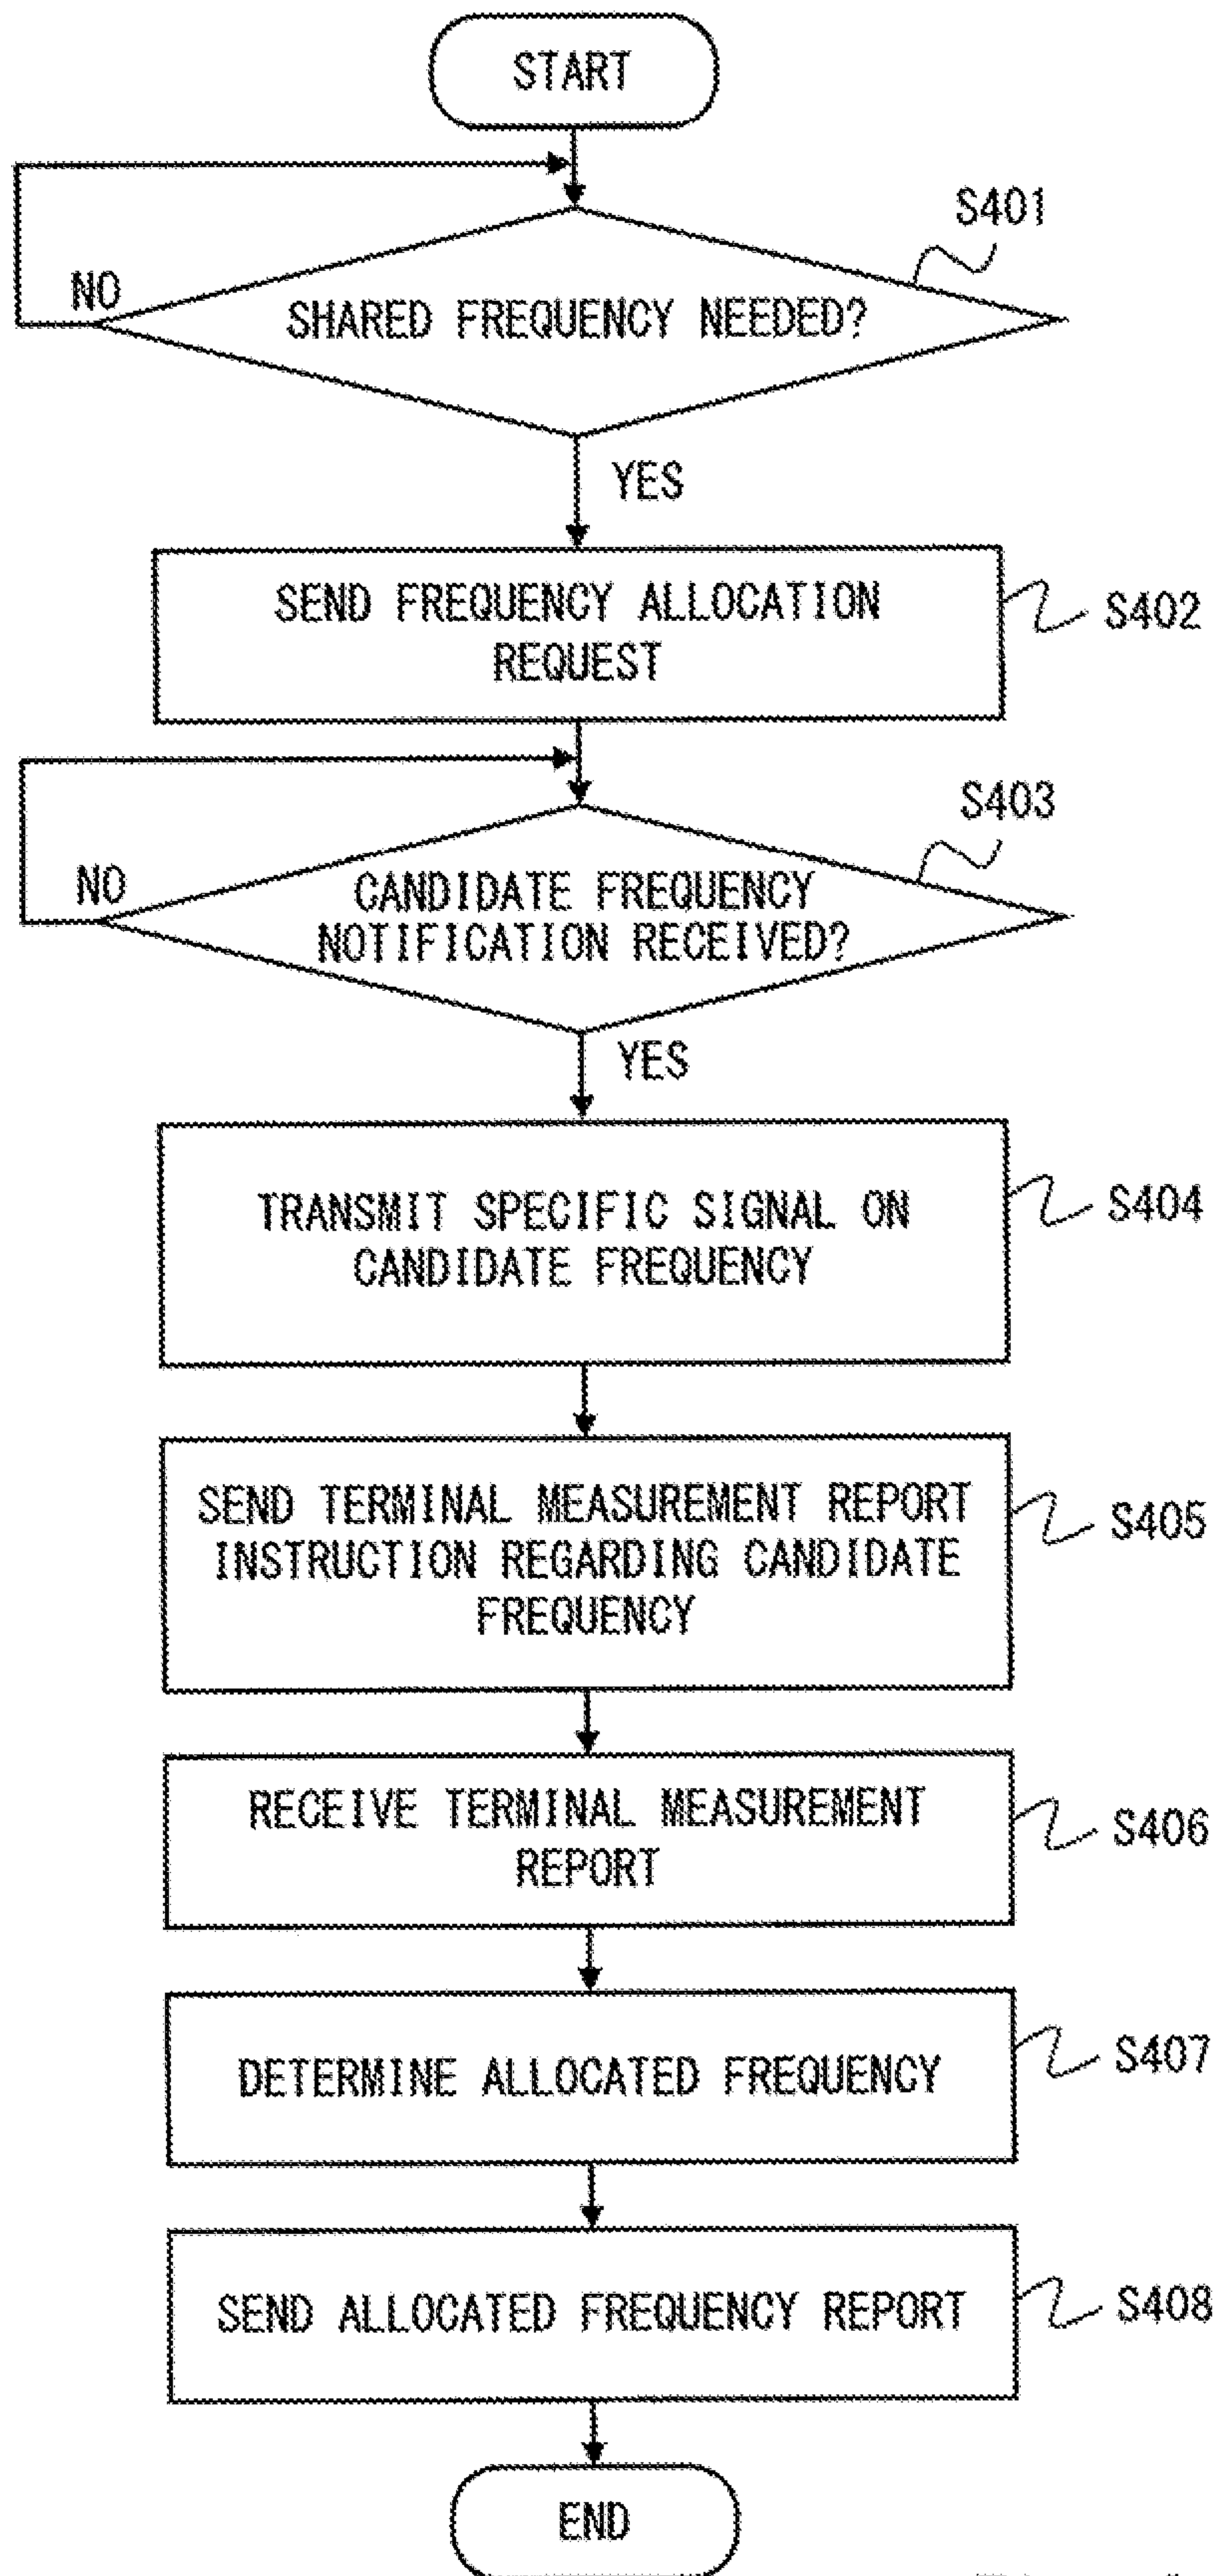 START
S401
NO
SHARED FREQUENCY NEEDED?
YES
SEND FREQUENCY ALLOCATION
REQUEST
S402
S403
NO
CANDIDATE FREQUENCY
NOTIFICATION RECEIVED?
YES
TRANSMIT SPECIFIC SIGNAL ON
CANDIDATE FREQUENCY
S404
SEND TERMINAL MEASUREMENT REPORT
INSTRUCTION REGARDING CANDIDATE
FREQUENCY
S405
RECEIVE TERMINAL MEASUREMENT
REPORT
S406
DETERMINE ALLOCATED FREQUENCY
S407
SEND ALLOCATED FREQUENCY REPORT
S408
END